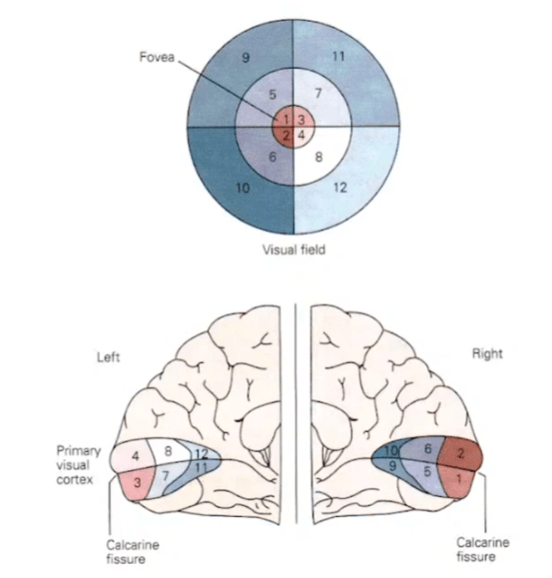 Fovea
9
11
5
7
1
3
2
4
6
8
10
12
Visual field
Left
Right
Primary
visual
cortex
4
8
12
3
7
11
10
6
2
9
5
1
Calcarine
fissure
Calcarine
fissure